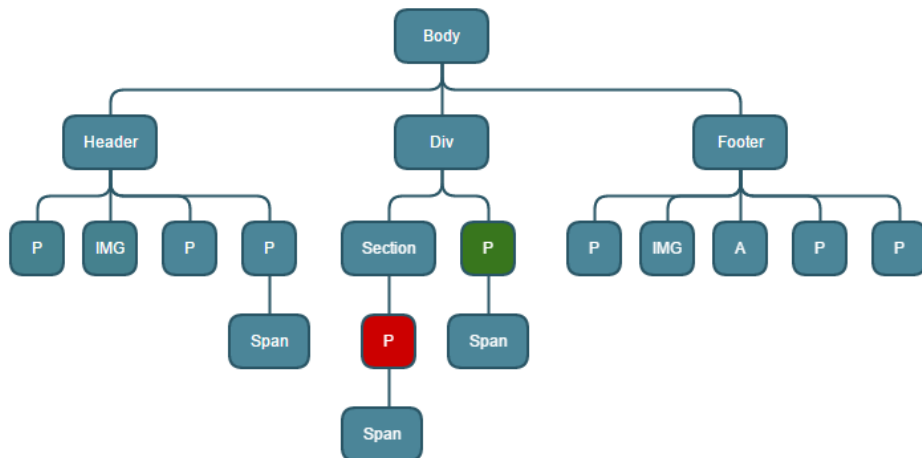 Body
Header
Div
Footer
P
IMG
P
P
Section
P
P
IMG
A
P
P
Span
P
Span
Span